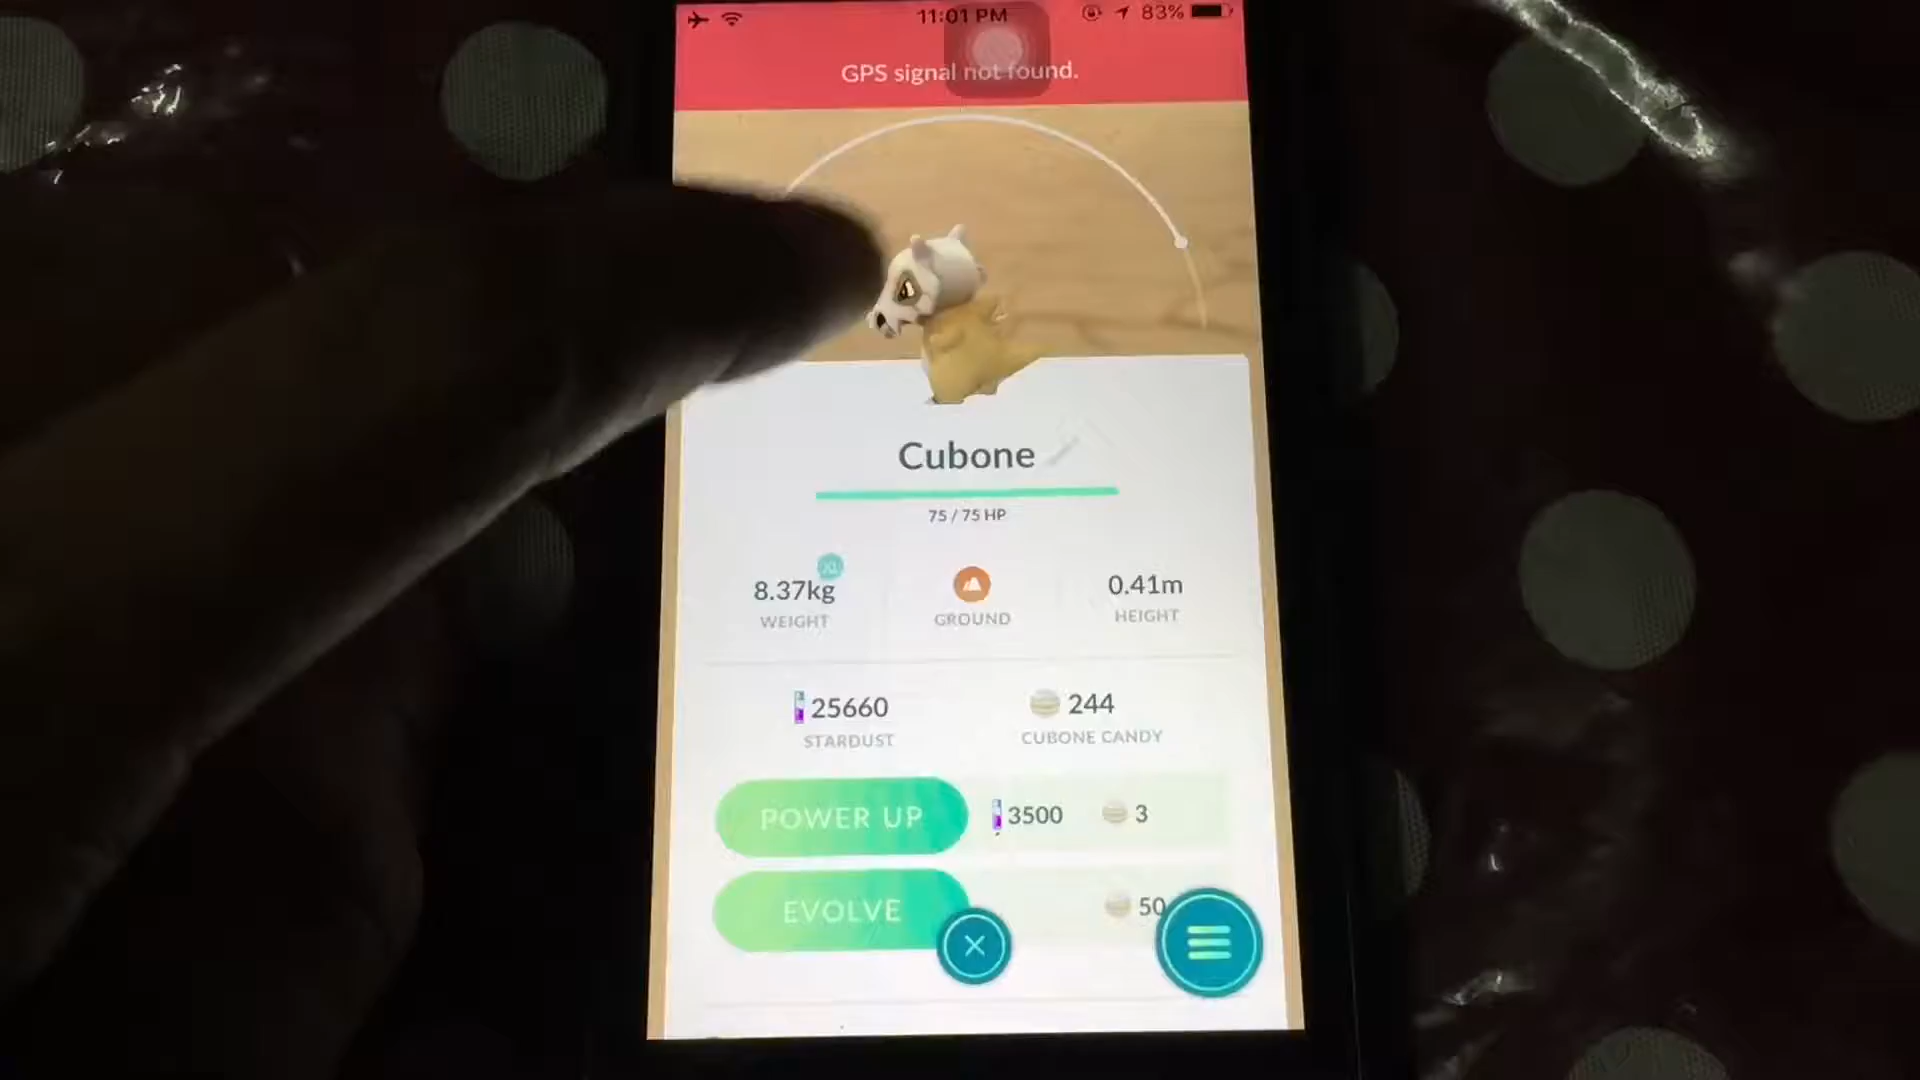 11:01 PM
83%
GPS signal not found.
Cubone
75 / 75 HP
XL
8.37kg
WEIGHT
GROUND
0.41m
HEIGHT
25660
STARDUST
244
CUBONE CANDY
POWER UP
3500
3
EVOLVE
50